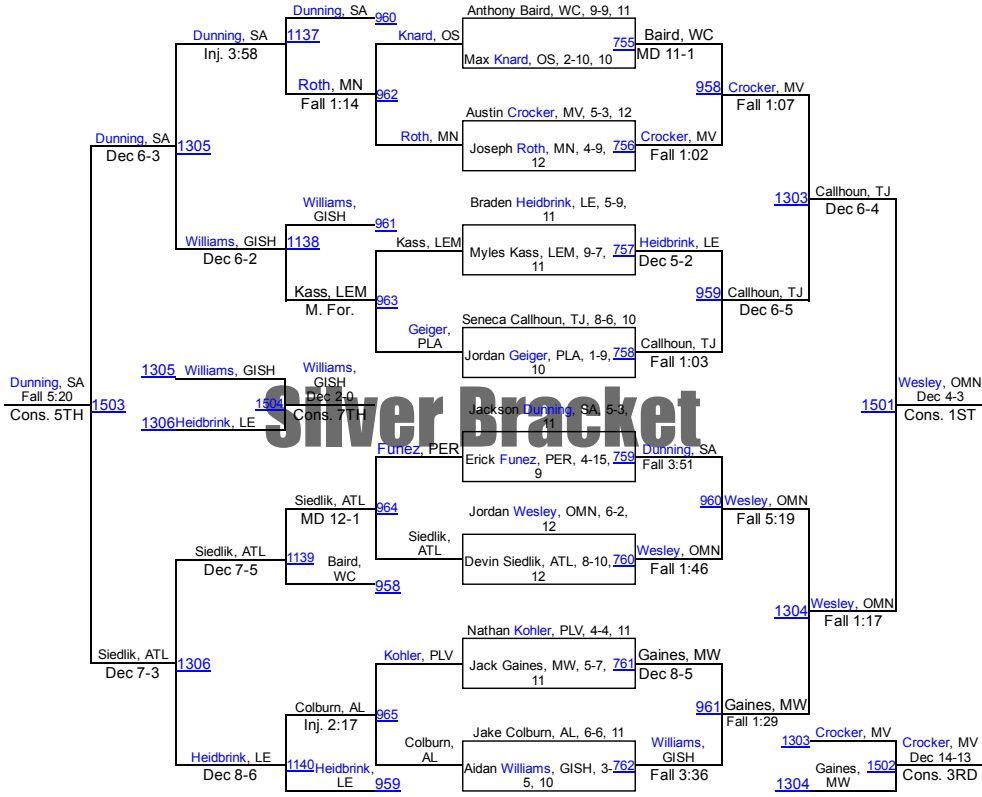 Dunning, SA
960
Anthony Baird, WC, 9-9, 11
Dunning, SA
1137
Knard, OS
755
Baird, WC
Inj. 3:58
Max Knard, OS, 2-10, 10
MD 11-1
Roth, MN
962
958
Crocker, MV
Fall 1:14
Fall 1:07
Austin Crocker, MV, 5-3, 12
Dunning, SA
1305
Roth, MN
Joseph Roth, MN, 4-9,
12
756
Crocker, MV
Dec 6-3
Fall 1:02
1303
Callhoun, TJ
Dec 6-4
Williams,
GISH
961
Braden Heidbrink, LE, 5-9,
11
Williams, GISH
1138
Kass, LEM
Myles Kass, LEM, 9-7,
11
757
Heidbrink, LE
Dec 6-2
Dec 5-2
Kass, LEM
963
959
Callhoun, TJ
M. For.
Dec 6-5
Seneca Callhoun, TJ, 8-6, 10
Geiger,
PLA
Jordan Geiger, PLA, 1-9,
10
758
Callhoun, TJ
Fall 1:03
1305
Williams, GISH
Williams,
GISH
Dunning, SA
Fall 5:20
Cons. 5TH
1503
1504
Dec 2-0
Cons. 7TH
1306
Heidbrink, LE
Silver Bracket
1501
Wesley, OMN
Dec 4-3
Cons. 1ST
Jackson Dunning, SA, 5-3,
11
Funez, PER
Erick Funez, PER, 4-15,
9
759
Dunning, SA
Fall 3:51
Siedlik, ATL
964
960
Wesley, OMN
MD 12-1
Fall 5:19
Jordan Wesley, OMN, 6-2,
12
Siedlik,
ATL
Siedlik, ATL
1139
Baird,
WC
958
Devin Siedlik, ATL, 8-10,
12
760
Wesley, OMN
Dec 7-5
Fall 1:46
1304
Wesley, OMN
Fall 1:17
Nathan Kohler, PLV, 4-4, 11
Siedlik, ATL
1306
Kohler, PLV
Jack Gaines, MW, 5-7,
11
761
Gaines, MW
Dec 7-3
Dec 8-5
Colburn, AL
965
961
Gaines, MW
Inj. 2:17
Fall 1:29
Jake Colburn, AL, 6-6, 11
Colburn,
AL
Williams,
GISH
1303
Crocker, MV
Heidbrink, LE
1140
Heidbrink,
LE
959
Aidan Williams, GISH, 3-
5, 10
762
Fall 3:36
Dec 8-6
1304
Gaines,
MW
1502
Crocker, MV
Dec 14-13
Cons. 3RD